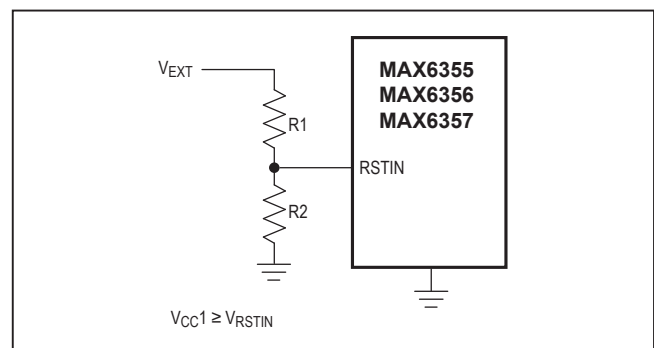 VEXT
R1
R2
MAX6355
MAX6356
MAX6357
RSTIN
VCC1 ≥ VRSTIN